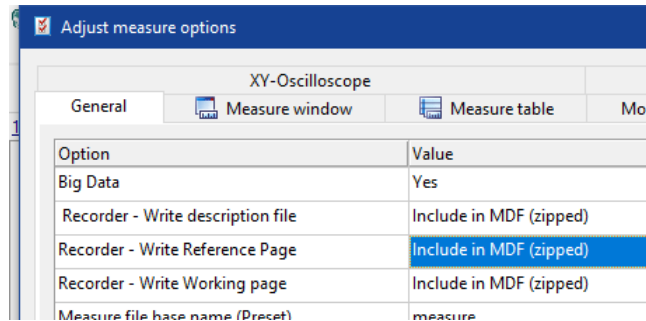 Adjust measure options
XY-Oscilloscope
General Measure window Measure table Mo
Option Value
Big Data Yes
Recorder - Write description file Include in MDF (zipped)
Recorder - Write Reference Page Include in MDF (zipped)
Recorder - Write Working page Include in MDF (zipped)
Measure file base name (Preset) measure
1